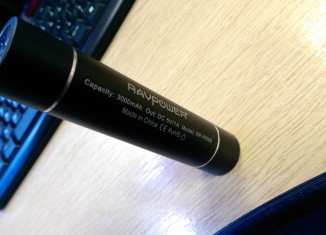 RAVPOWER
Capacity: 3000mAh Out: DC 5V/1A Model:
Made in China CE RoHS